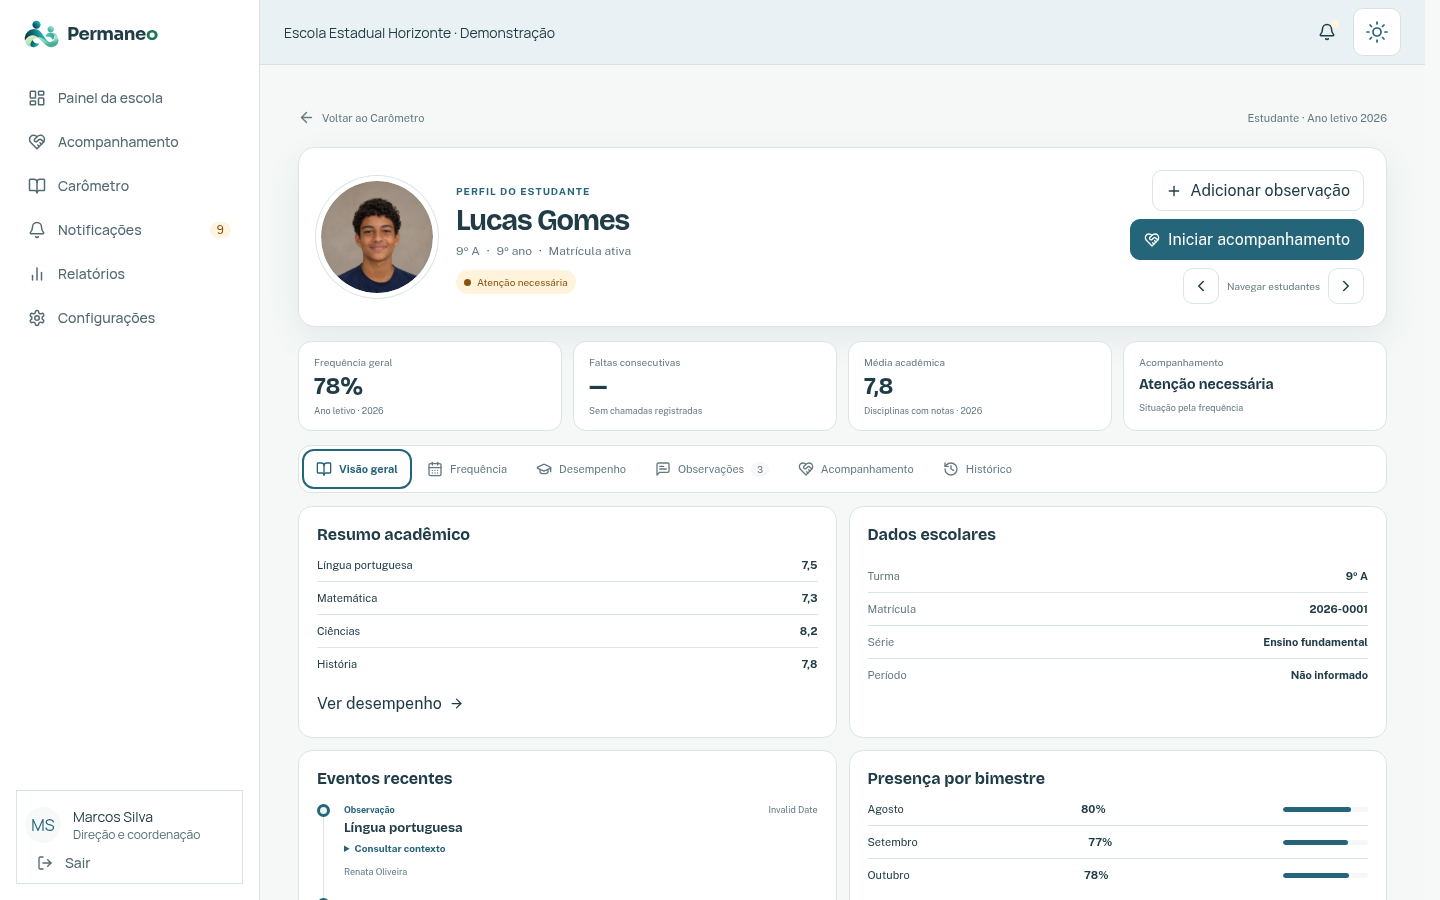 Permaneo
Escola Estadual Horizonte · Demonstração
Painel da escola
Acompanhamento
Carômetro
Notificações 9
Relatórios
Configurações
MS
Marcos Silva
Direção e coordenação
Sair
Voltar ao Carômetro
Estudante · Ano letivo 2026
PERFIL DO ESTUDANTE
Lucas Gomes
9º A · 9º ano · Matrícula ativa
Atenção necessária
Adicionar observação
Iniciar acompanhamento
Navegar estudantes
Frequência geral
78%
Ano letivo · 2026
Faltas consecutivas
—
Sem chamadas registradas
Média acadêmica
7,8
Disciplinas com notas · 2026
Acompanhamento
Atenção necessária
Situação pela frequência
Visão geral
Frequência
Desempenho
Observações 3
Acompanhamento
Histórico
Resumo acadêmico
Língua portuguesa 7,5
Matemática 7,3
Ciências 8,2
História 7,8
Ver desempenho
Dados escolares
Turma 9º A
Matrícula 2026-0001
Série Ensino fundamental
Período Não informado
Eventos recentes
Observação Invalid Date
Língua portuguesa
Consultar contexto
Renata Oliveira
Presença por bimestre
Agosto 80%
Setembro 77%
Outubro 78%